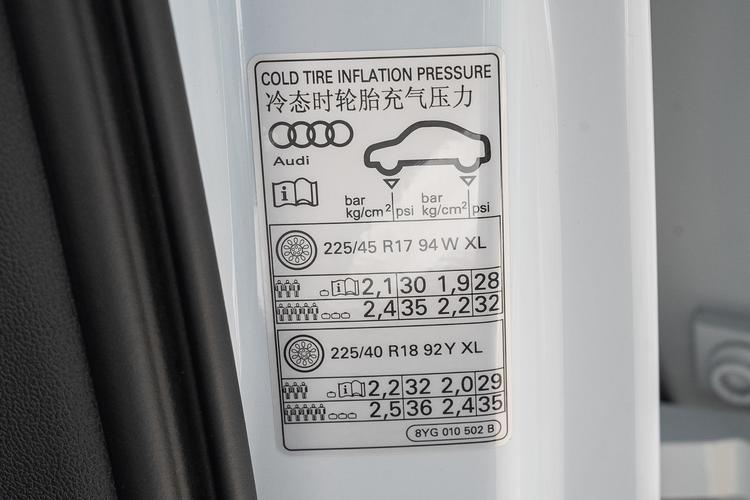 COLD TIRE INFLATION PRESSURE
冷态时轮胎充气压力
Audi
bar kg/cm² psi bar kg/cm² psi
225/45 R17 94 W XL
2,1 30 1,9 28
2,4 35 2,2 32
225/40 R18 92Y XL
2,2 32 2,0 29
2,5 36 2,4 35
8YG 010 502 B